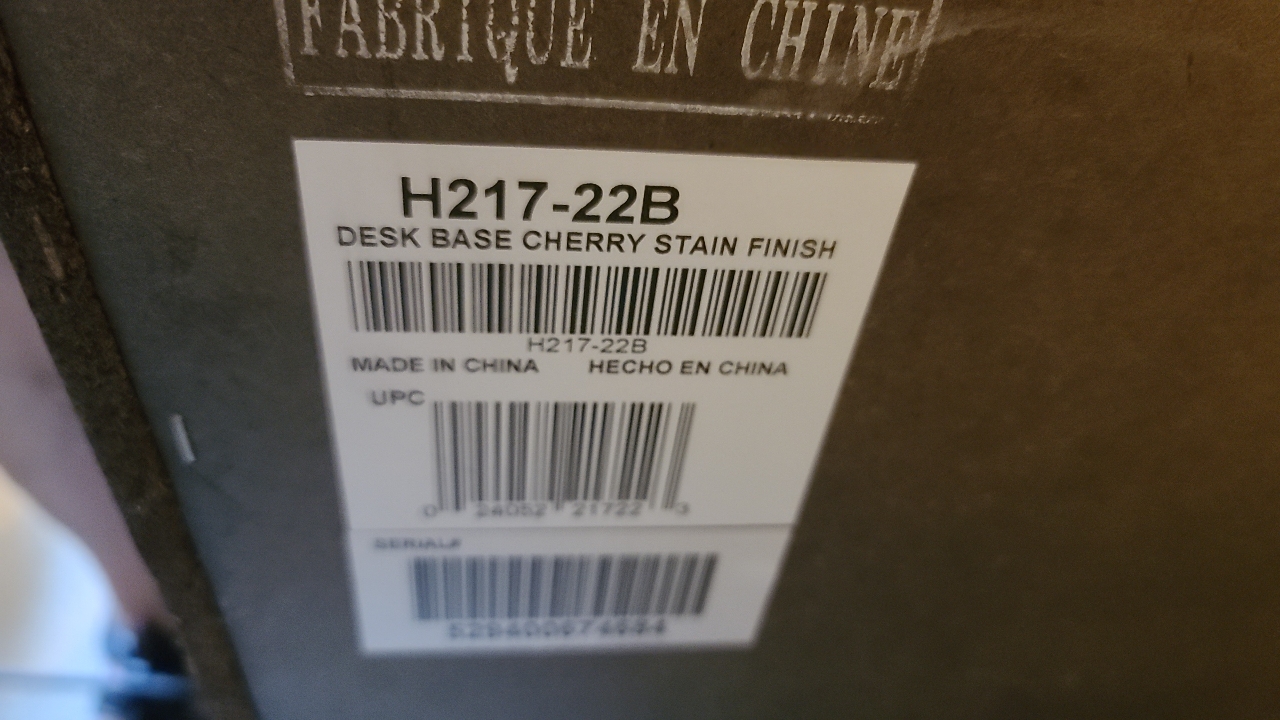 FABRIQUE EN CHINE
H217-22B
DESK BASE CHERRY STAIN FINISH
H217-22B
MADE IN CHINA HECHO EN CHINA
UPC
0 24052 21722 3
SERIAL#